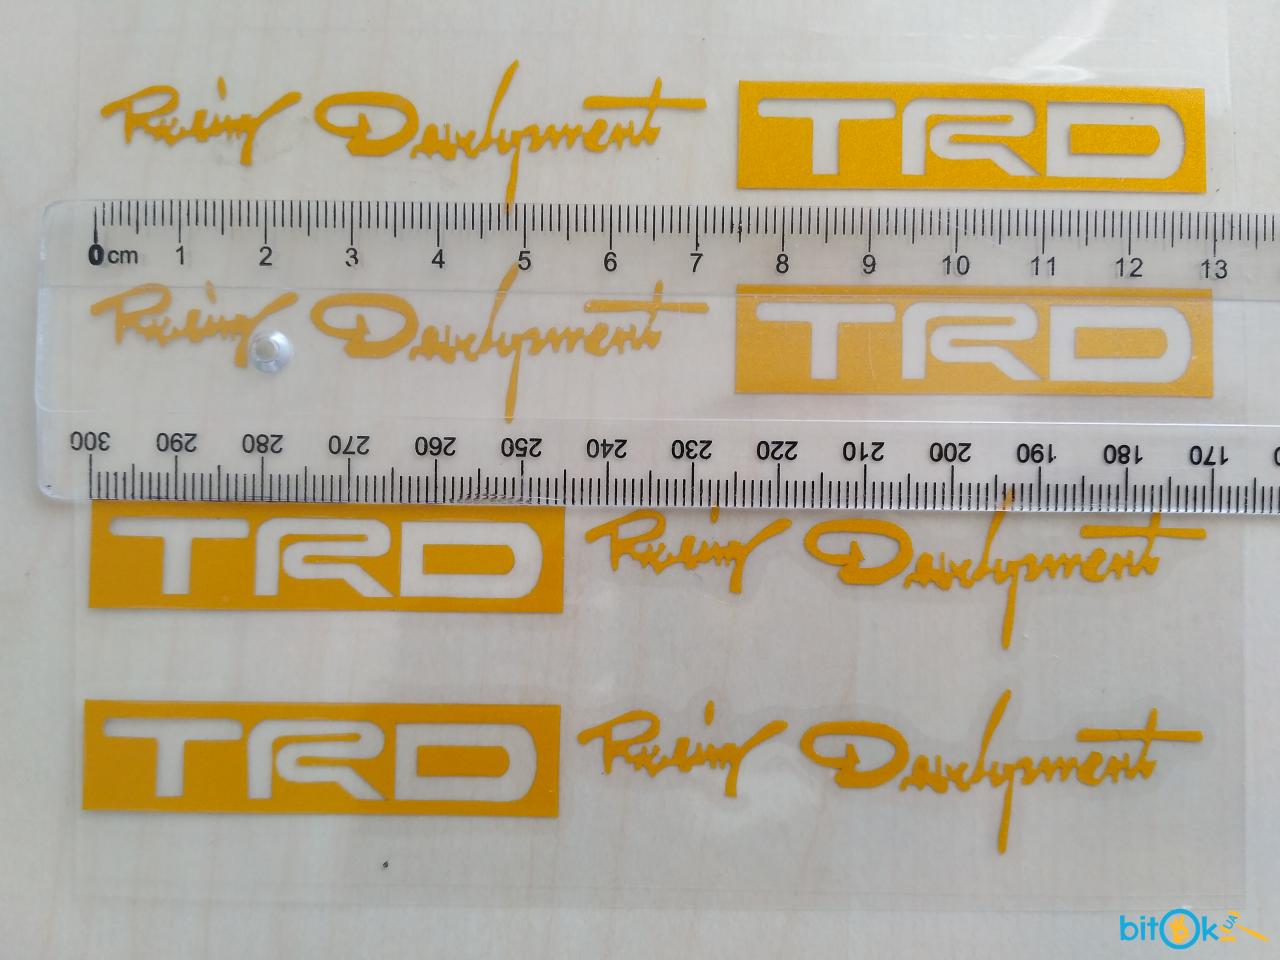 Racing Development TRD
0 cm 1 2 3 4 5 6 7 8 9 10 11 12 13
Racing Development TRD
300 290 280 270 260 250 240 230 220 210 200 190 180 170
TRD Racing Development
TRD Racing Development
bitOk UA